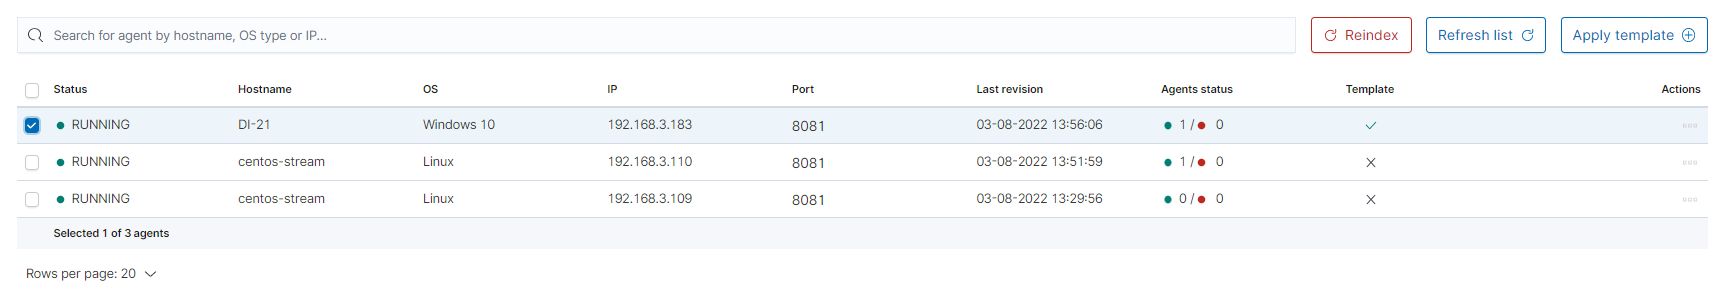 Search for agent by hostname, OS type or IP... Reindex Refresh list Apply template
Status Hostname OS IP Port Last revision Agents status Template Actions
RUNNING DI-21 Windows 10 192.168.3.183 8081 03-08-2022 13:56:06 1 / 0
RUNNING centos-stream Linux 192.168.3.110 8081 03-08-2022 13:51:59 1 / 0
RUNNING centos-stream Linux 192.168.3.109 8081 03-08-2022 13:29:56 0 / 0
Selected 1 of 3 agents
Rows per page: 20